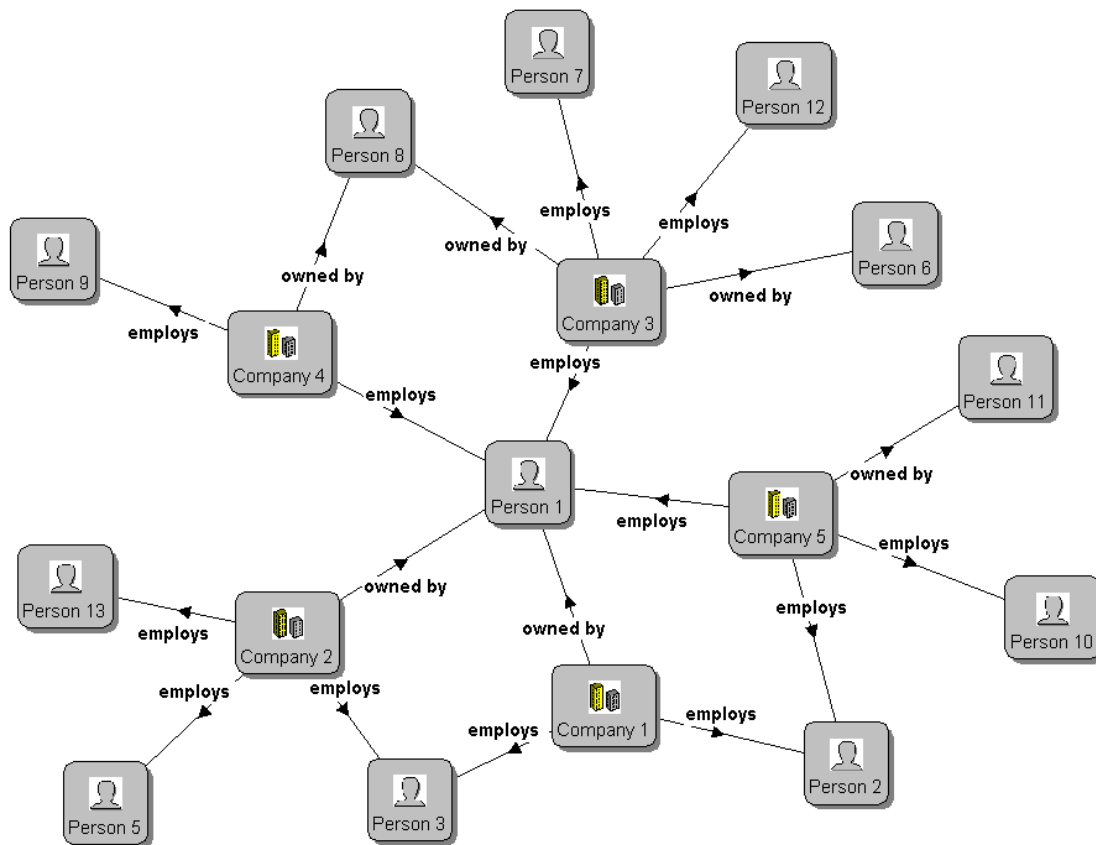 Person 7
Person 12
Person 8
employs
employs
owned by
Person 9
Person 6
owned by
owned by
employs
Company 3
employs
Company 4
employs
Person 11
Person 1
owned by
employs
Company 5
employs
Person 13
owned by
employs
employs
owned by
Person 10
Company 2
employs
employs
employs
employs
Company 1
Person 2
Person 5
Person 3